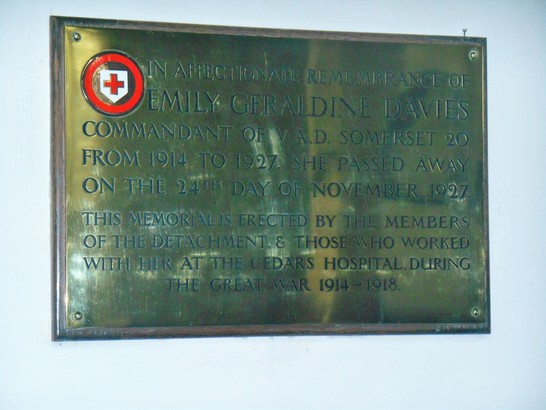 IN AFFECTIONATE REMEMBRANCE OF
EMILY GERALDINE DAVIES
COMMANDANT OF V.A.D. SOMERSET 20
FROM 1914 TO 1927. SHE PASSED AWAY
ON THE 24TH DAY OF NOVEMBER 1927
THIS MEMORIAL IS ERECTED BY THE MEMBERS
OF THE DETACHMENT & THOSE WHO WORKED
WITH HER AT THE CEDARS HOSPITAL, DURING
THE GREAT WAR 1914-1918.